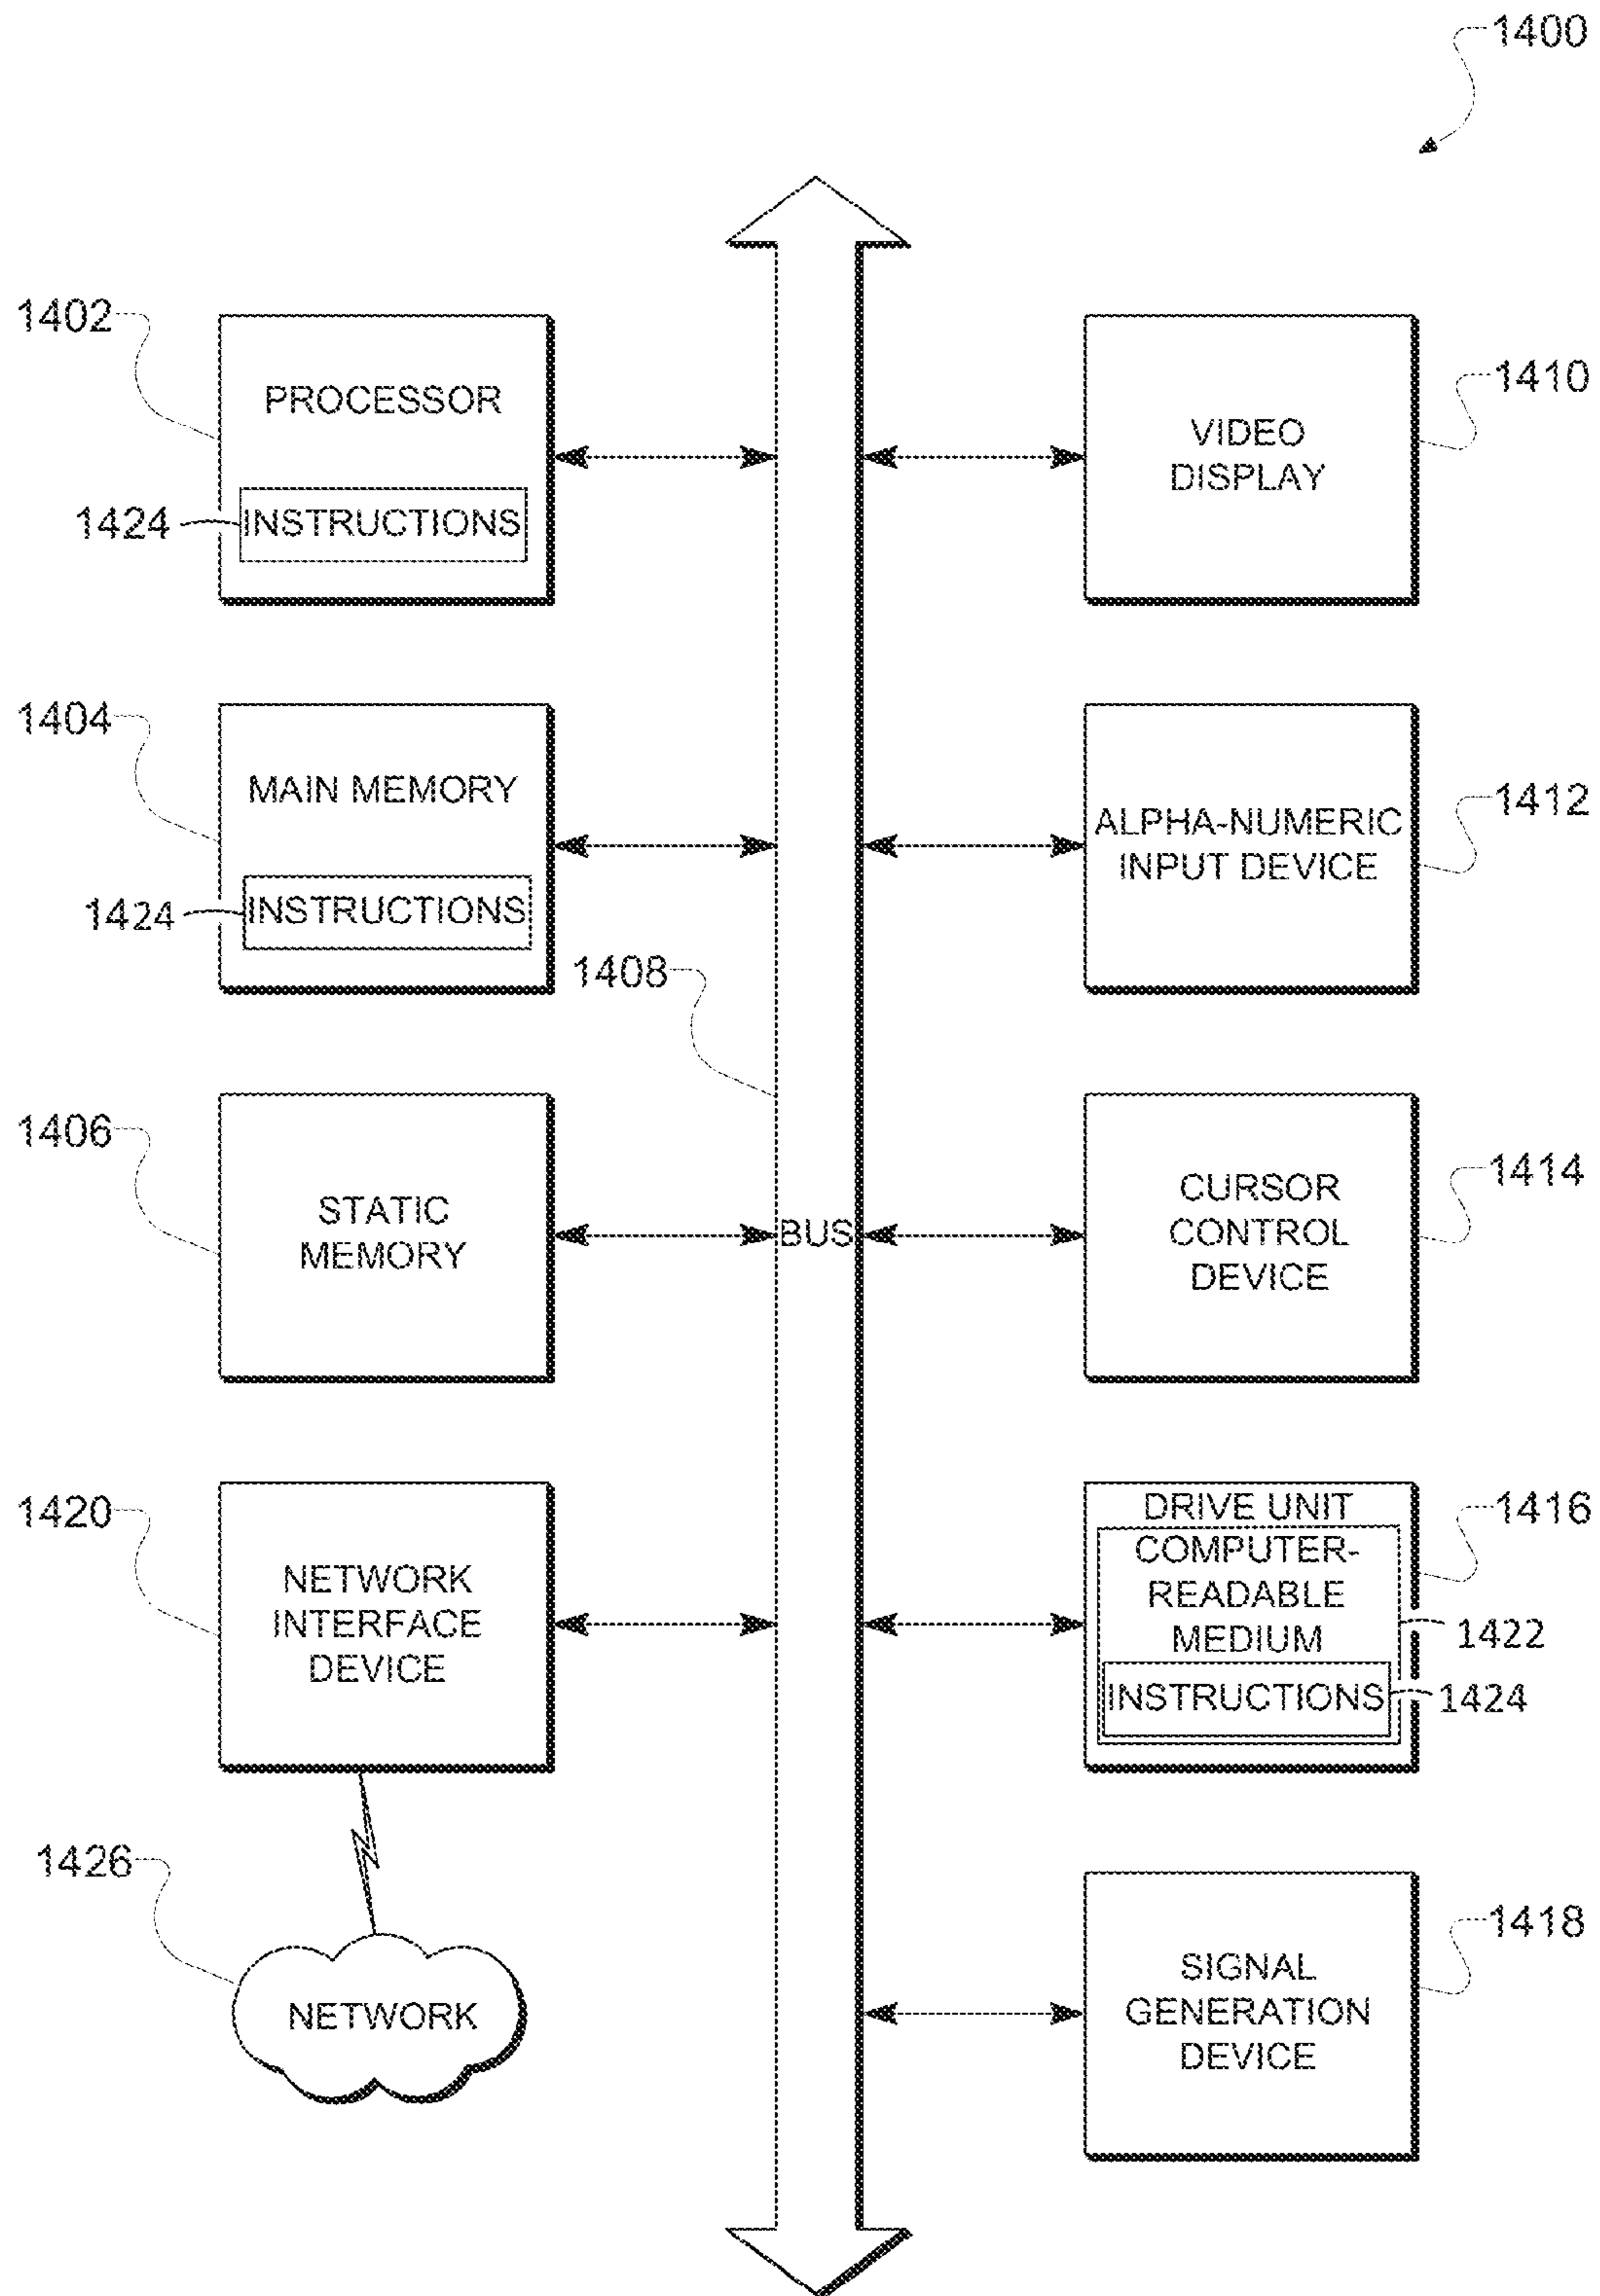 1400
1402
PROCESSOR
1424
INSTRUCTIONS
1410
VIDEO
DISPLAY
1404
MAIN MEMORY
1424
INSTRUCTIONS
1412
ALPHA-NUMERIC
INPUT DEVICE
1408
1406
STATIC
MEMORY
BUS
1414
CURSOR
CONTROL
DEVICE
1420
NETWORK
INTERFACE
DEVICE
1416
DRIVE UNIT
COMPUTER-
READABLE
MEDIUM
1422
INSTRUCTIONS
1424
1426
NETWORK
1418
SIGNAL
GENERATION
DEVICE